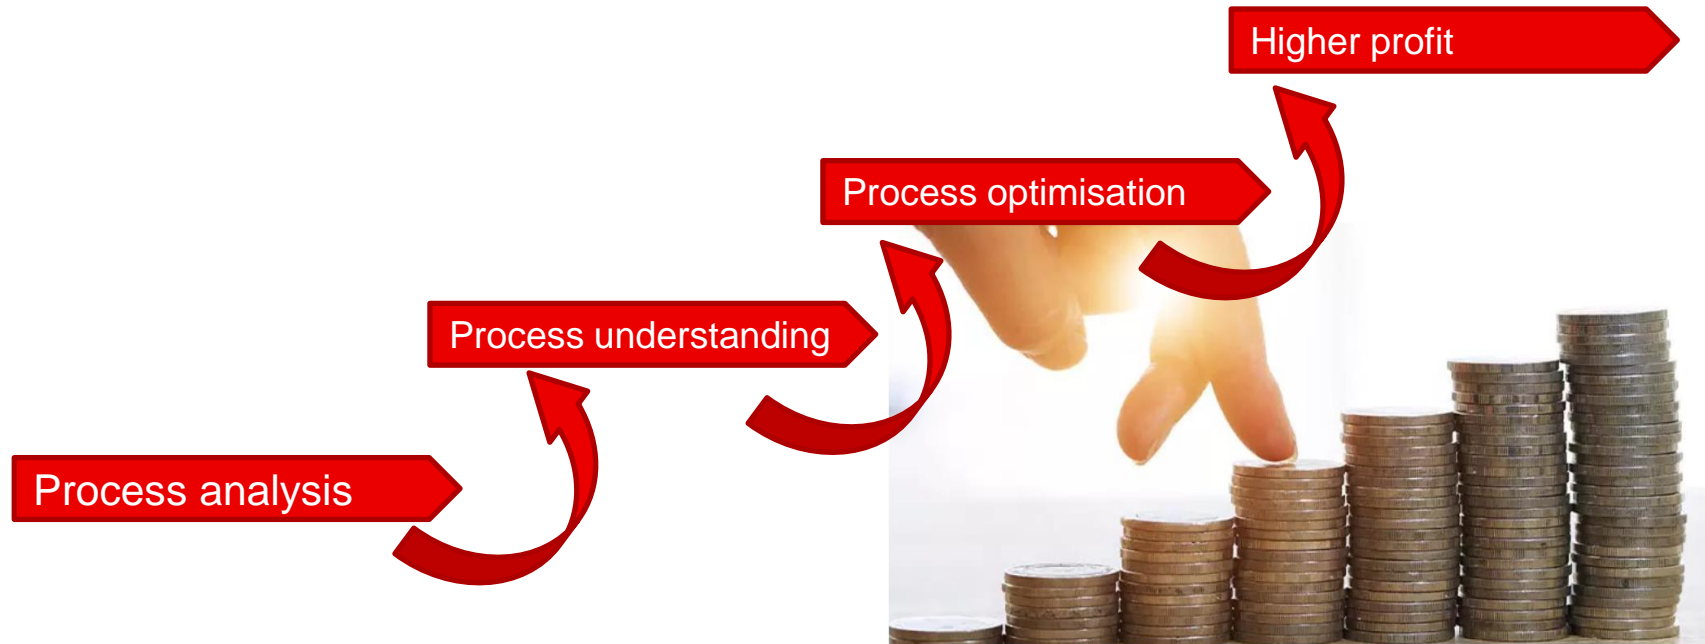 Higher profit
Process optimisation
Process understanding
Process analysis